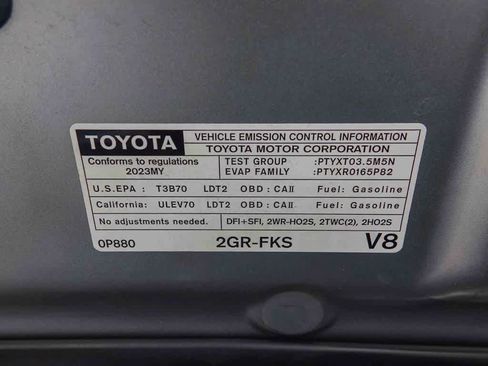 TOYOTA VEHICLE EMISSION CONTROL INFORMATION
TOYOTA MOTOR CORPORATION
Conforms to regulations TEST GROUP :PTYXT03.5M5N
2023MY EVAP FAMILY :PTYXR0165P82
U.S.EPA : T3B70 LDT2 OBD : CAII Fuel: Gasoline
California: ULEV70 LDT2 OBD : CAII Fuel: Gasoline
No adjustments needed. DFI+SFI, 2WR-HO2S, 2TWC(2), 2HO2S
0P880 2GR-FKS V8